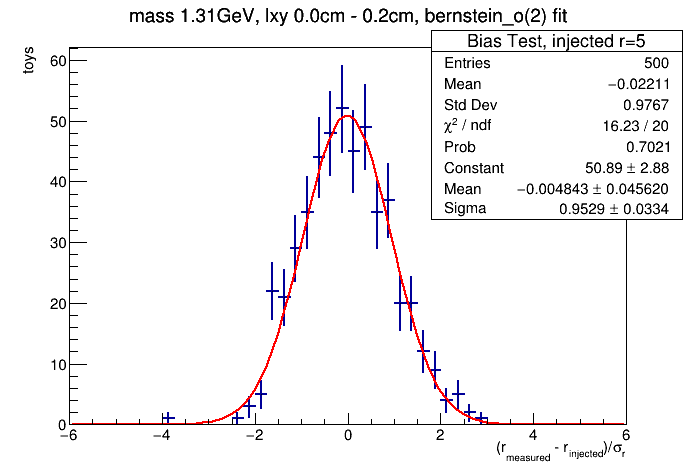 mass 1.31GeV, lxy 0.0cm - 0.2cm, bernstein_o(2) fit
toys
Bias Test, injected r=5
Entries 500
Mean −0.02211
Std Dev 0.9767
χ² / ndf 16.23 / 20
Prob 0.7021
Constant 50.89 ± 2.88
Mean −0.004843 ± 0.045620
Sigma 0.9529 ± 0.0334
60
50
40
30
20
10
0
−6 −4 −2 0 2 4 6
(r_measured - r_injected)/σ_r